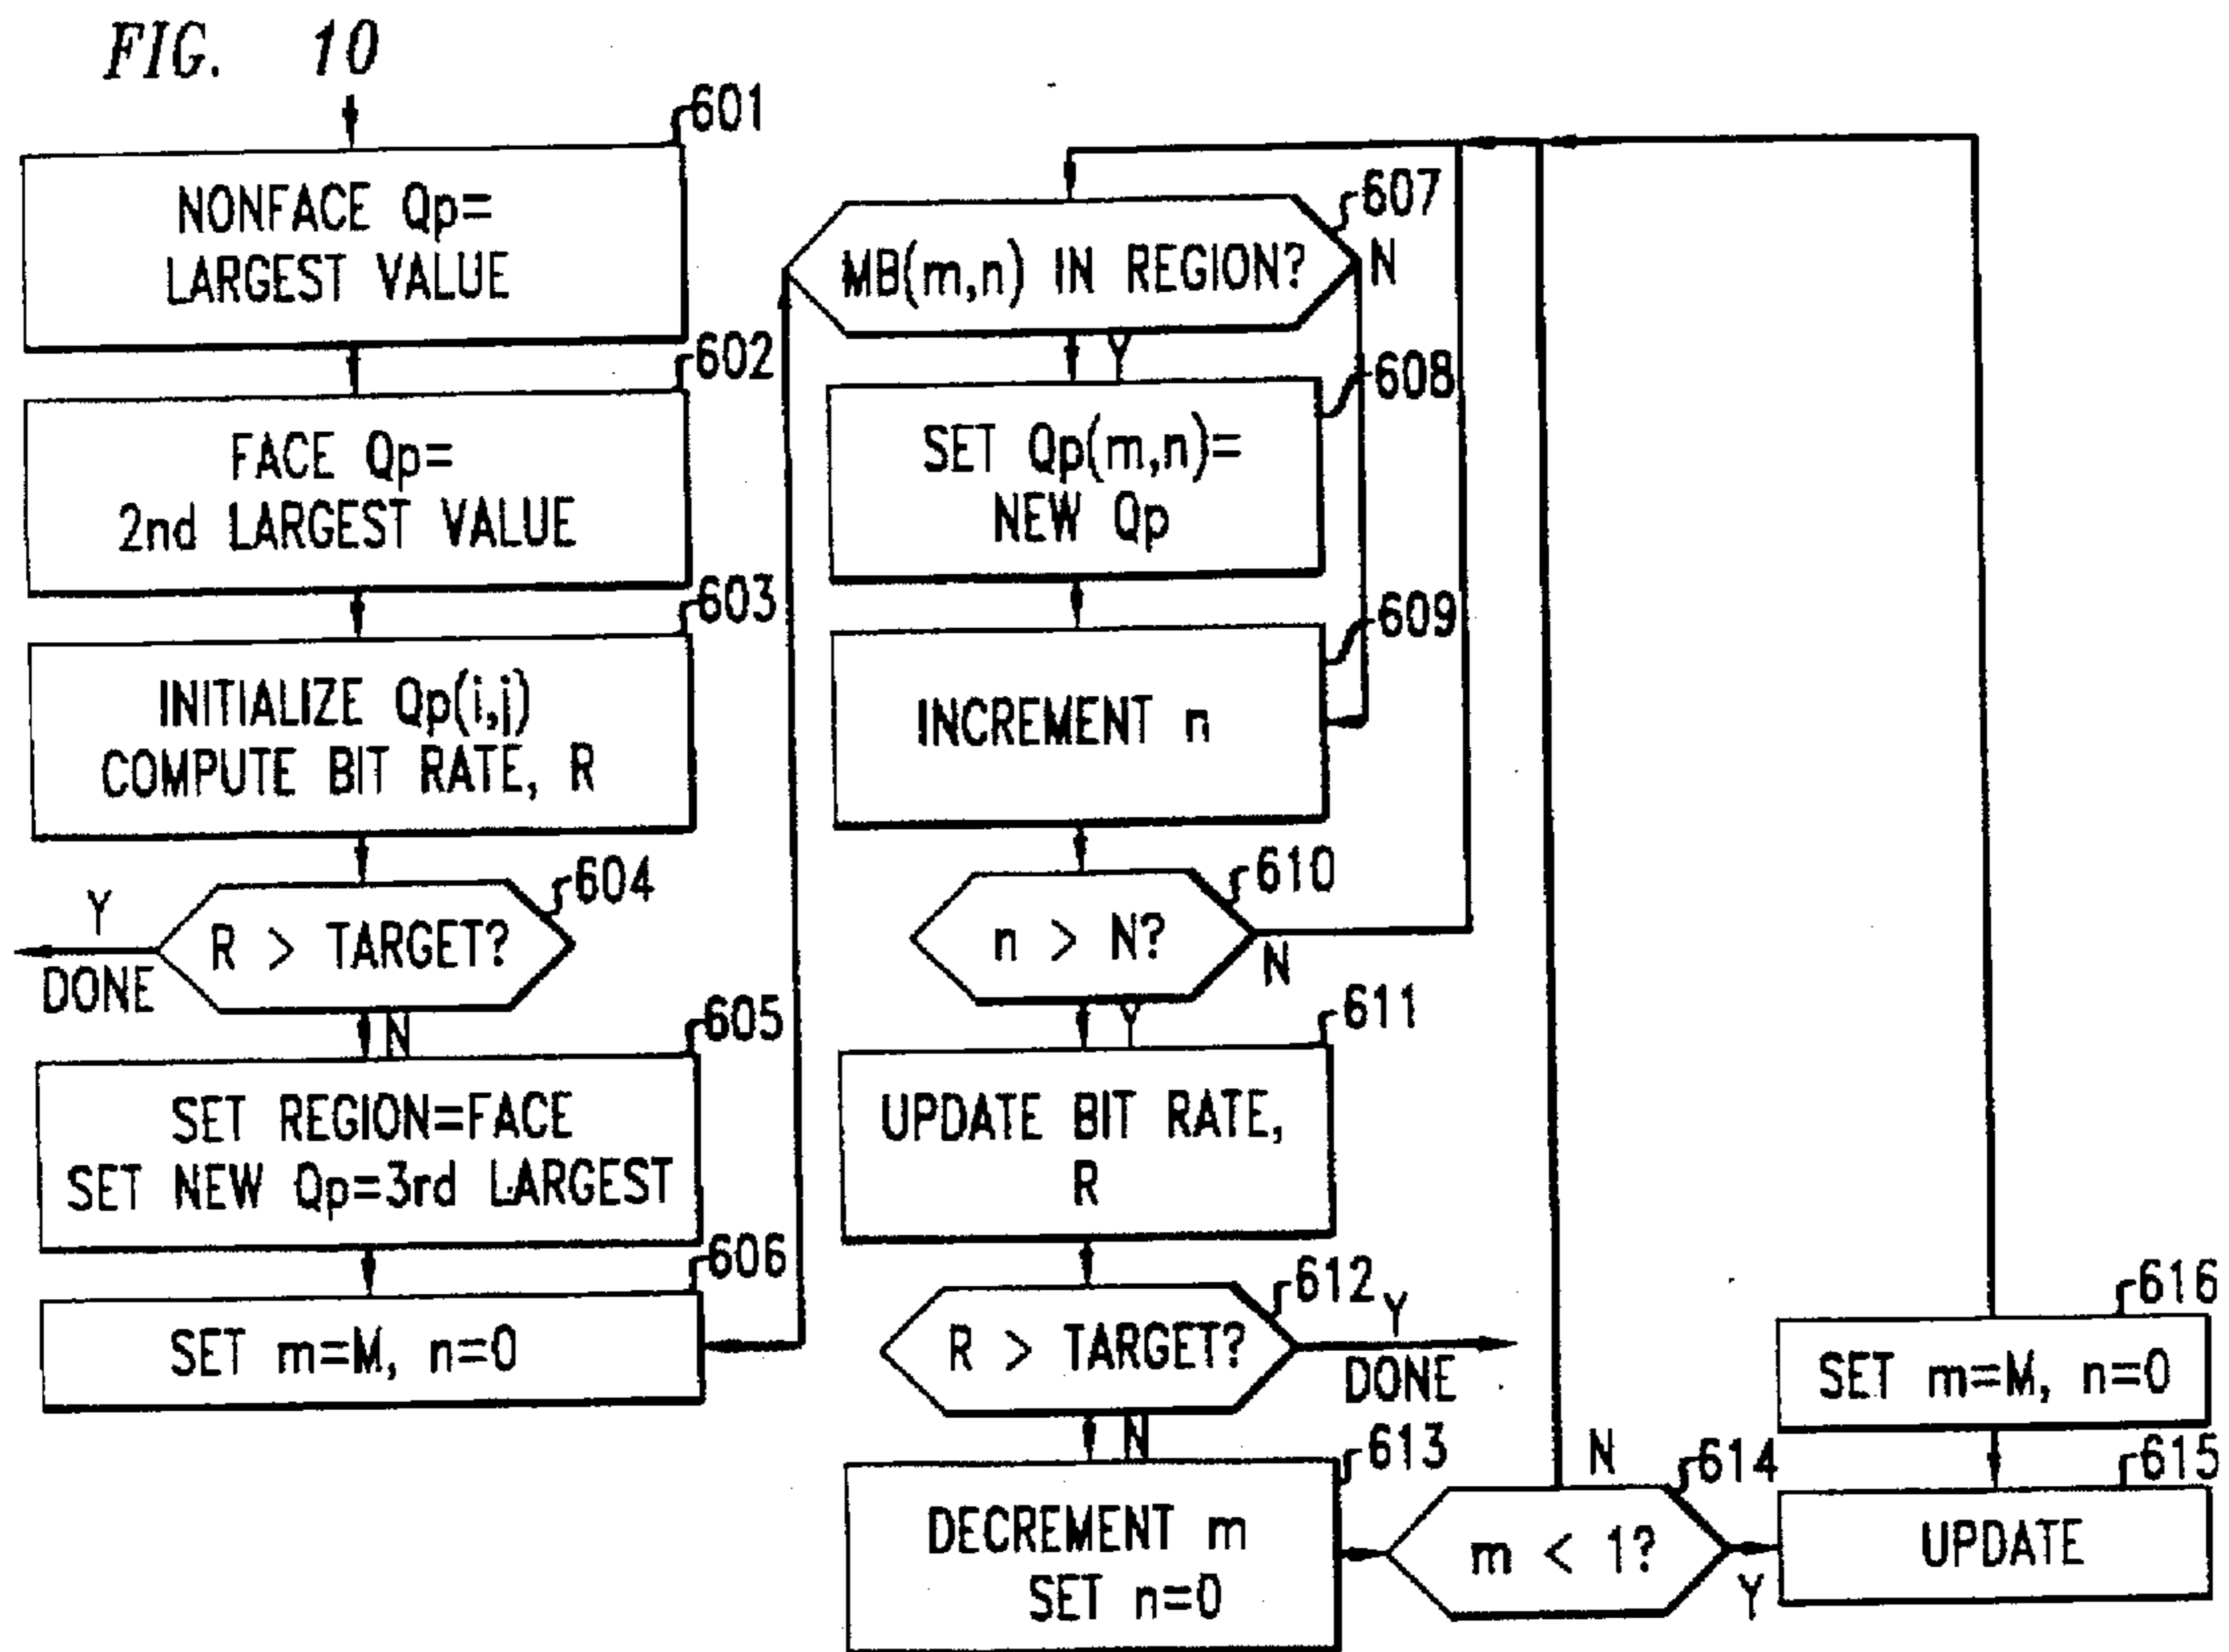 FIG. 10
601
NONFACE Qp=
LARGEST VALUE
602
FACE Qp=
2nd LARGEST VALUE
603
INITIALIZE Qp(i,j)
COMPUTE BIT RATE, R
604
Y
R > TARGET?
DONE
N
605
SET REGION=FACE
SET NEW Qp=3rd LARGEST
606
SET m=M, n=0
607
MB(m,n) IN REGION?
N
Y
608
SET Qp(m,n)=
NEW Qp
609
INCREMENT n
610
n > N?
N
Y
611
UPDATE BIT RATE,
R
612
Y
R > TARGET?
DONE
N
613
DECREMENT m
SET n=0
N
614
m < 1?
Y
616
SET m=M, n=0
615
UPDATE